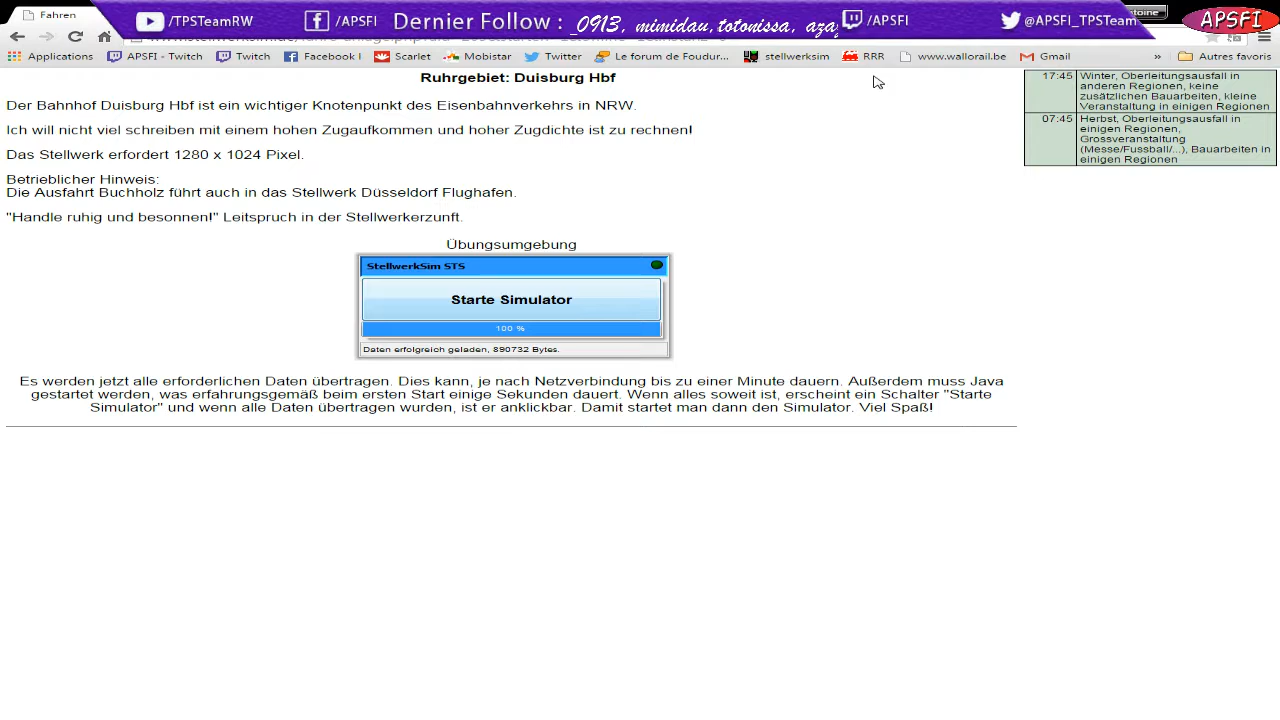 Fahren
/TPSTeamRW
/APSFI
Dernier Follow :
_0913, mimidau, totonissa, aza
/APSFI
@APSFI_TPSTeam
toine
APSFI
Applications
APSFI - Twitch
Twitch
Facebook !
Scarlet
Mobistar
Twitter
Le forum de Foudur...
stellwerksim
RRR
www.wallorail.be
Gmail
»
Autres favoris
Ruhrgebiet: Duisburg Hbf
Der Bahnhof Duisburg Hbf ist ein wichtiger Knotenpunkt des Eisenbahnverkehrs in NRW.
Ich will nicht viel schreiben mit einem hohen Zugaufkommen und hoher Zugdichte ist zu rechnen!
Das Stellwerk erfordert 1280 x 1024 Pixel.
Betrieblicher Hinweis:
Die Ausfahrt Buchholz führt auch in das Stellwerk Düsseldorf Flughafen.
"Handle ruhig und besonnen!" Leitspruch in der Stellwerkerzunft.
Übungsumgebung
StellwerkSim STS
Starte Simulator
100 %
Daten erfolgreich geladen, 890732 Bytes.
Es werden jetzt alle erforderlichen Daten übertragen. Dies kann, je nach Netzverbindung bis zu einer Minute dauern. Außerdem muss Java
gestartet werden, was erfahrungsgemäß beim ersten Start einige Sekunden dauert. Wenn alles soweit ist, erscheint ein Schalter "Starte
Simulator" und wenn alle Daten übertragen wurden, ist er anklickbar. Damit startet man dann den Simulator. Viel Spaß!
17:45 Winter, Oberleitungsausfall in
anderen Regionen, keine
zusätzlichen Bauarbeiten, kleine
Veranstaltung in einigen Regionen
07:45 Herbst, Oberleitungsausfall in
einigen Regionen,
Grossveranstaltung
(Messe/Fussball/...), Bauarbeiten in
einigen Regionen